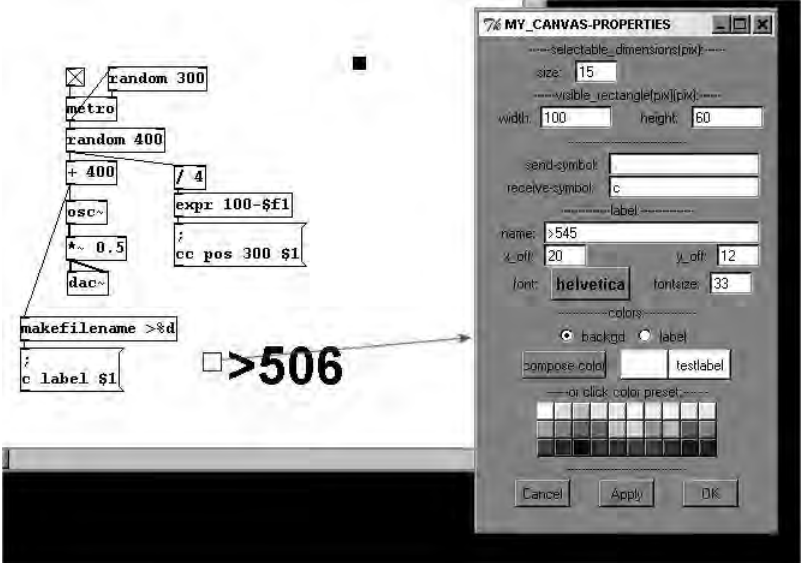 random 300
metro
random 400
+ 400
/ 4
expr 100-$f1
osc~
*~ 0.5
;
cc pos 300 $1
dac~
makefilename >%d
;
c label $1
>506
MY_CANVAS-PROPERTIES
-----selectable_dimensions(pix):-----
size: 15
-----visible_rectangle(pix)(pix):-----
width: 100 height: 60
send-symbol:
receive-symbol: c
label
name: >545
x_off: 20 y_off: 12
font: helvetica fontsize: 33
colors
backgd label
compose color testlabel
-----or click color preset:-----
Cancel Apply OK